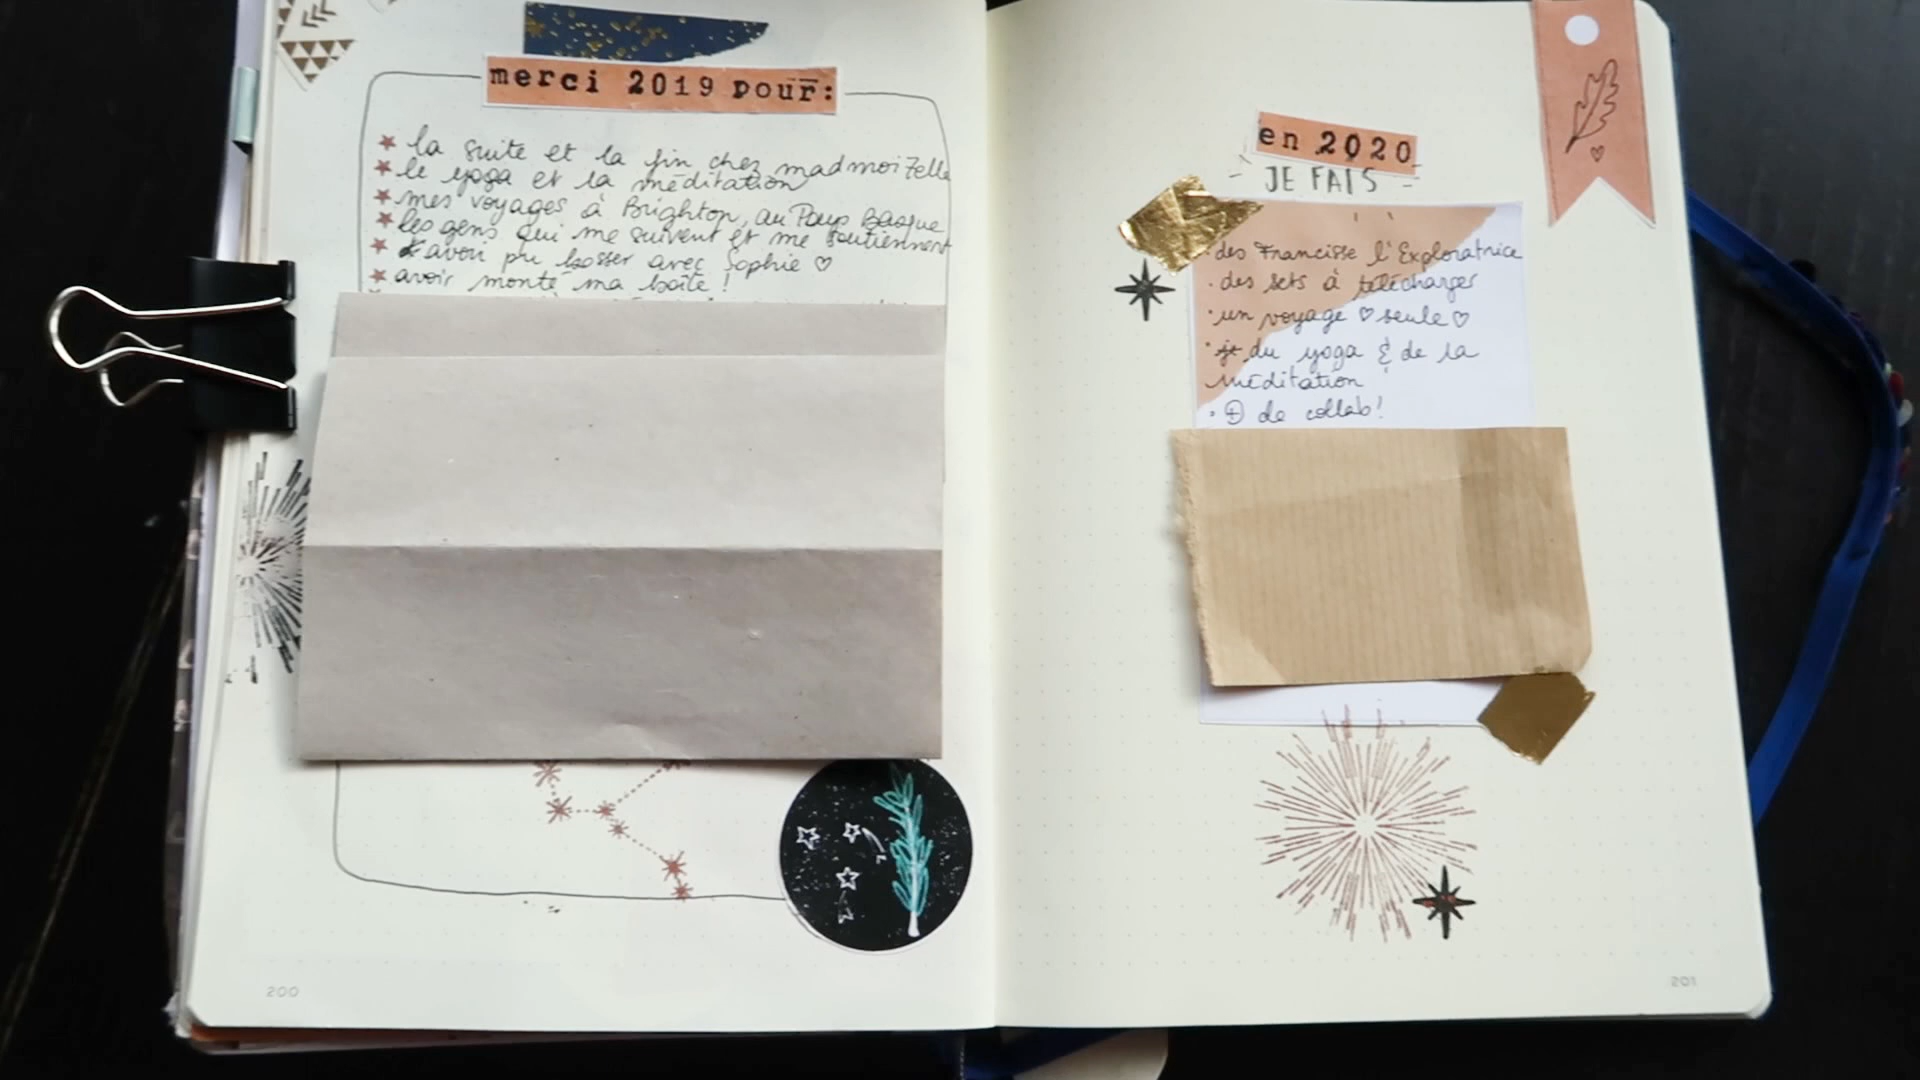 merci 2019 pour:
la suite et la fin chez madmoiZelle
le yoga et la méditation
mes voyages à Brighton, au Pays Basque
les gens qui me suivent et me soutiennent
d'avoir pu bosser avec Sophie ♡
avoir monté ma boîte !
200
en 2020
JE FAIS
· des Francisse l'Exploratrice
· des sets à télécharger
· un voyage ♡ seule ♡
· je du yoga & de la
méditation
· + de collab!
201